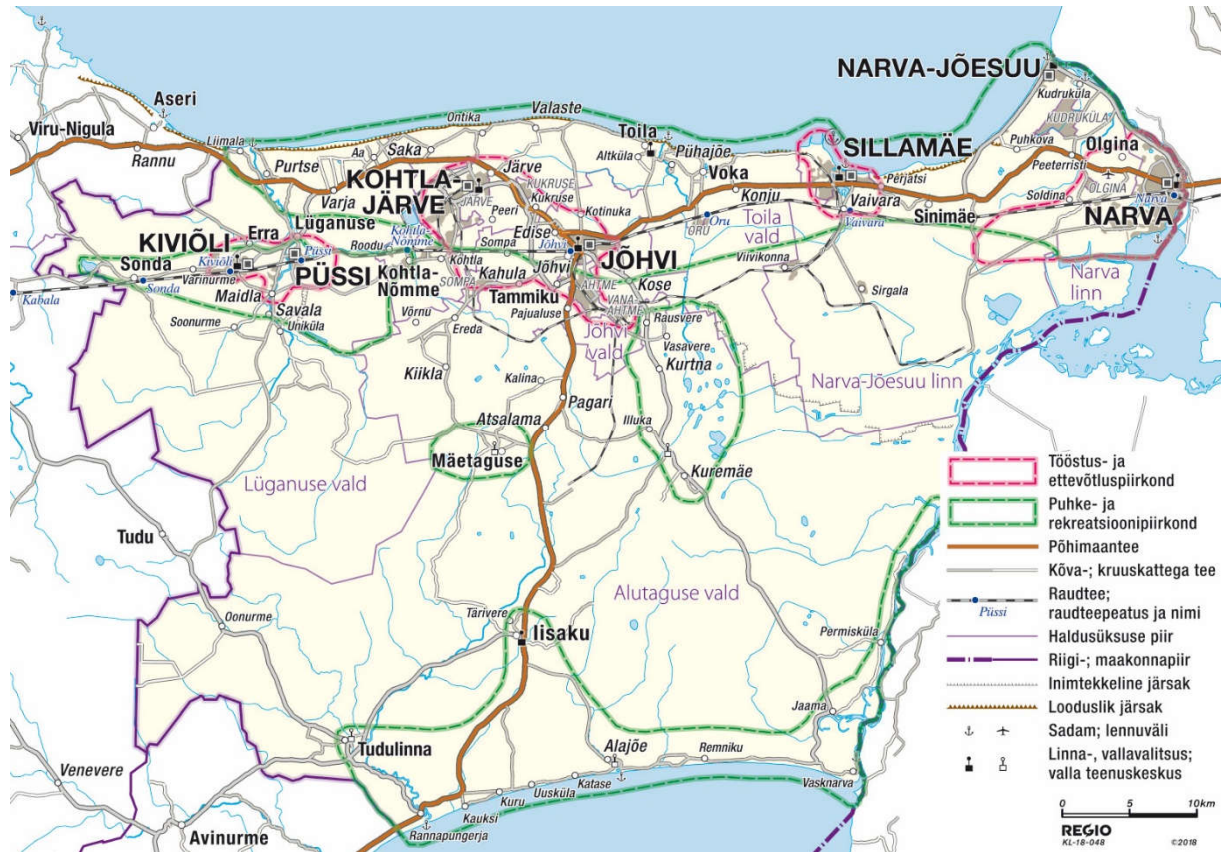 NARVA-JÕESUU
Kudruküla
KUDRUKÜLA
Aseri
Viru-Nigula
Rannu
Liimala
Purtse
Aa
Saka
Ontika
Valaste
Toila
Altküla
Pühajõe
Voka
SILLAMÄE
Perjatsi
Puhkova
Peeterristi
Olgina
OLGINA
Soldina
Narva
NARVA
Varja
KOHTLA-
JÄRVE
JÄRVE
Järve
KUKRUSE
Kukruse
Peeri
Kotinuka
Konju
Vaivara
Vaivara
Sinimäe
Edise
Oru
ORU
Toila
vald
Erra
Lüganuse
Püssi
Roodu
Kohtla-
Nõmme
Sompa
Jõhvi
KIVIÕLI
Kiviõli
Sonda
Sonda
Varinurme
PÜSSI
Kohtla-
Nõmme
Kohtla
SOMPA
Kahula
Jõhvi
JÕHVI
AHTME
Kose
Viivikonna
Sirgala
Narva
linn
Kabala
Maidla
Savala
Soonurme
Uniküla
Võrnu
Ereda
Tammiku
Pajualuse
VANA-
AHTME
Rausvere
Jõhvi
vald
Vasavere
Kurtna
Narva-Jõesuu linn
Kiikla
Kalina
Pagari
Atsalama
Illuka
Mäetaguse
Kuremäe
Lüganuse vald
Tudu
Alutaguse vald
Oonurme
Tärivere
Iisaku
Permisküla
Jaama
Tudulinna
Alajõe
Remniku
Vasknarva
Katase
Uusküla
Kuru
Kauksi
Rannapungerja
Venevere
Avinurme
Tööstus- ja
ettevõtluspiirkond
Puhke- ja
rekreatsioonipiirkond
Põhimaantee
Kõva-; kruuskattega tee
Raudtee;
raudteepeatus ja nimi
Püssi
Haldusüksuse piir
Riigi-; maakonnapiir
Inimtekkeline järsak
Looduslik järsak
Sadam; lennuväli
Linna-, vallavalitsus;
valla teenuskeskus
0 5 10km
REGIO
KL-18-048 ©2018